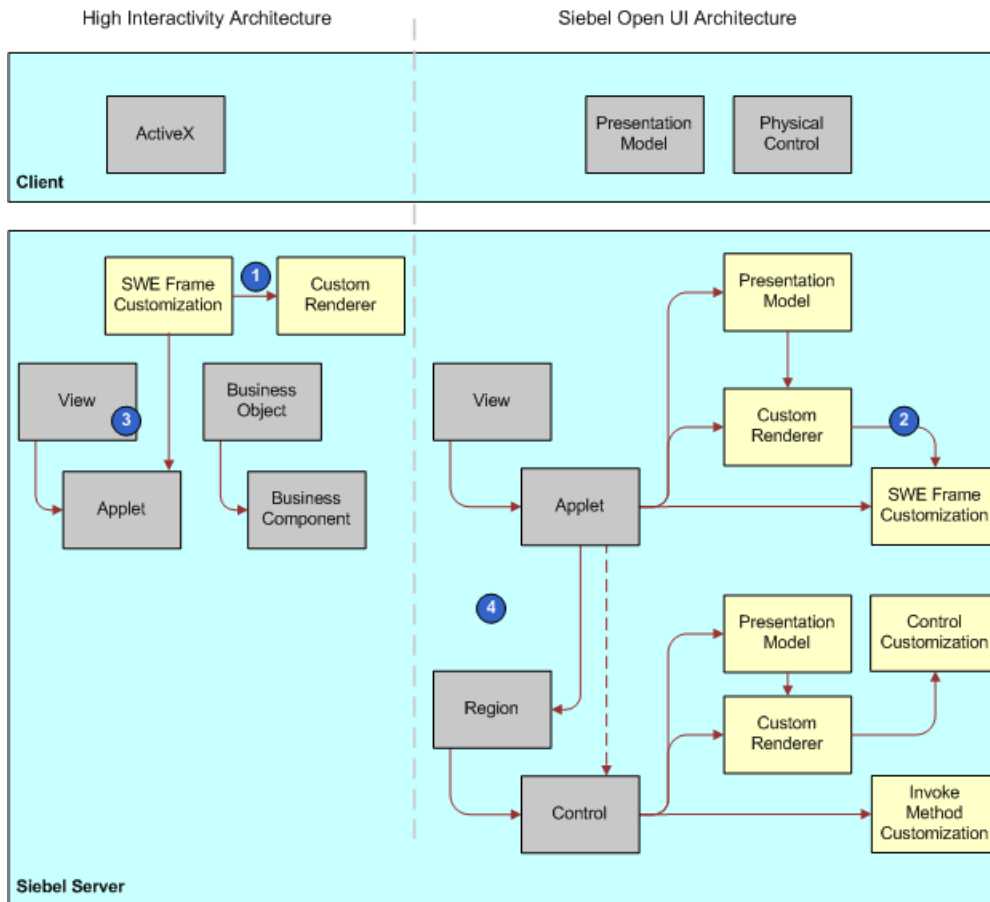 High Interactivity Architecture
Siebel Open UI Architecture
ActiveX
Presentation
Model
Physical
Control
Client
SWE Frame
Customization
1
Custom
Renderer
View
3
Business
Object
Applet
Business
Component
Presentation
Model
View
Custom
Renderer
2
Applet
SWE Frame
Customization
4
Presentation
Model
Control
Customization
Region
Custom
Renderer
Control
Invoke
Method
Customization
Siebel Server